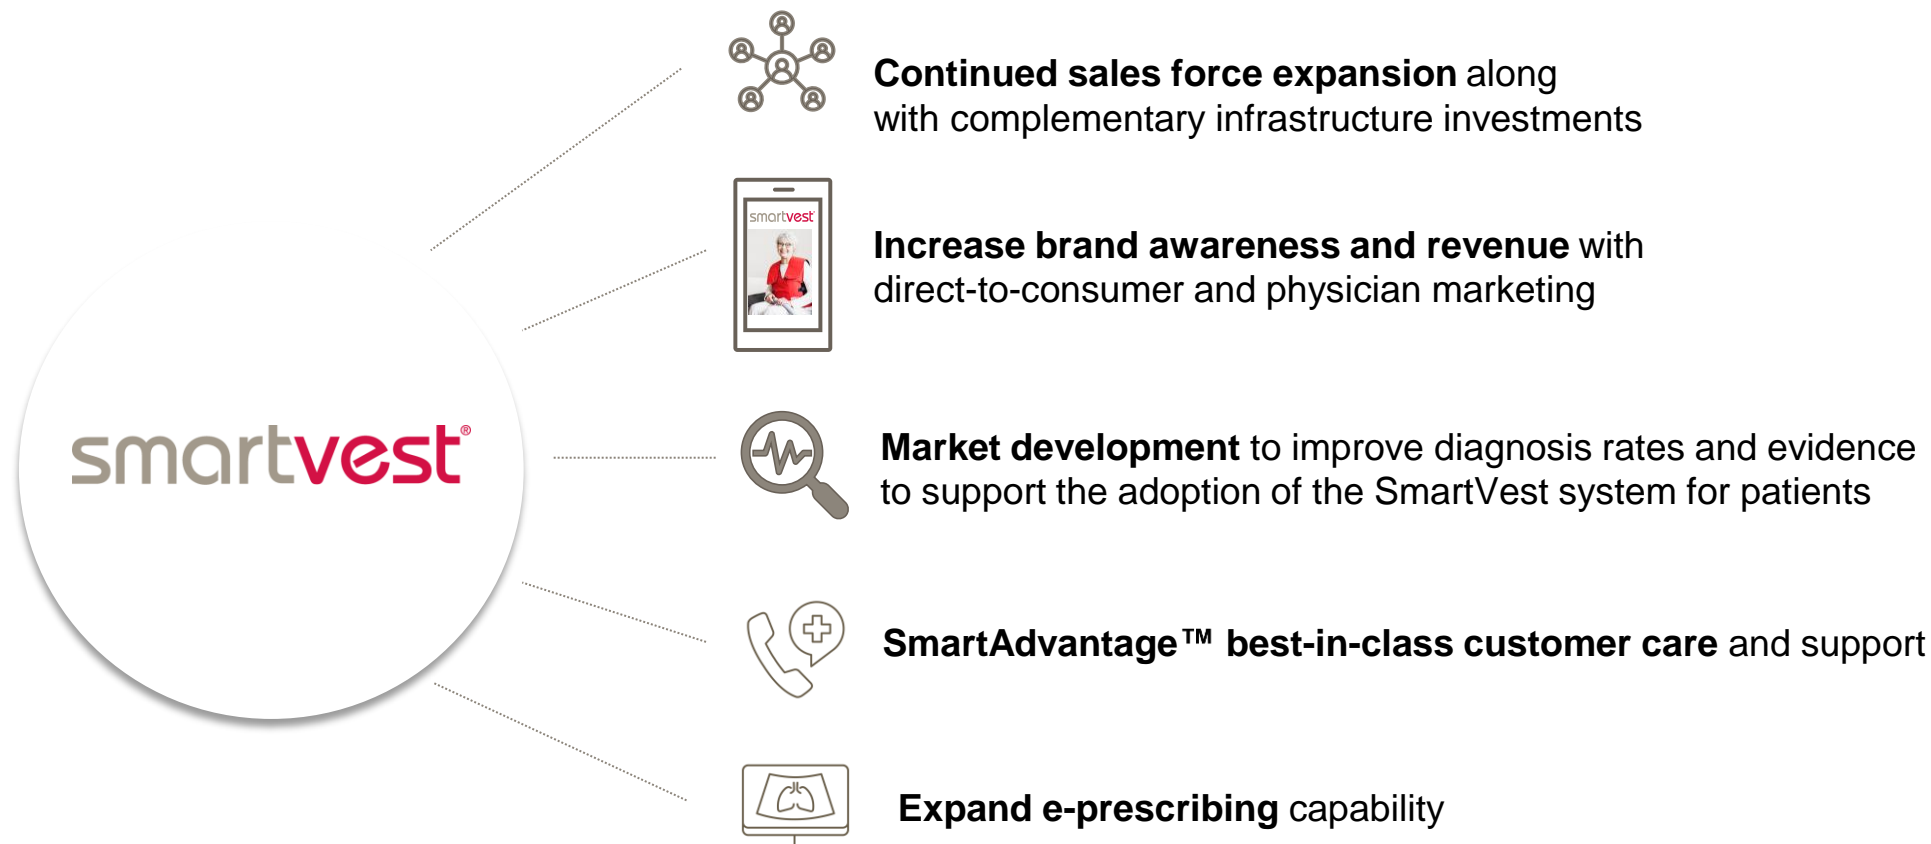 smartvest®
Continued sales force expansion along
with complementary infrastructure investments
smartvest
Increase brand awareness and revenue with
direct-to-consumer and physician marketing
Market development to improve diagnosis rates and evidence
to support the adoption of the SmartVest system for patients
SmartAdvantage™ best-in-class customer care and support
Expand e-prescribing capability